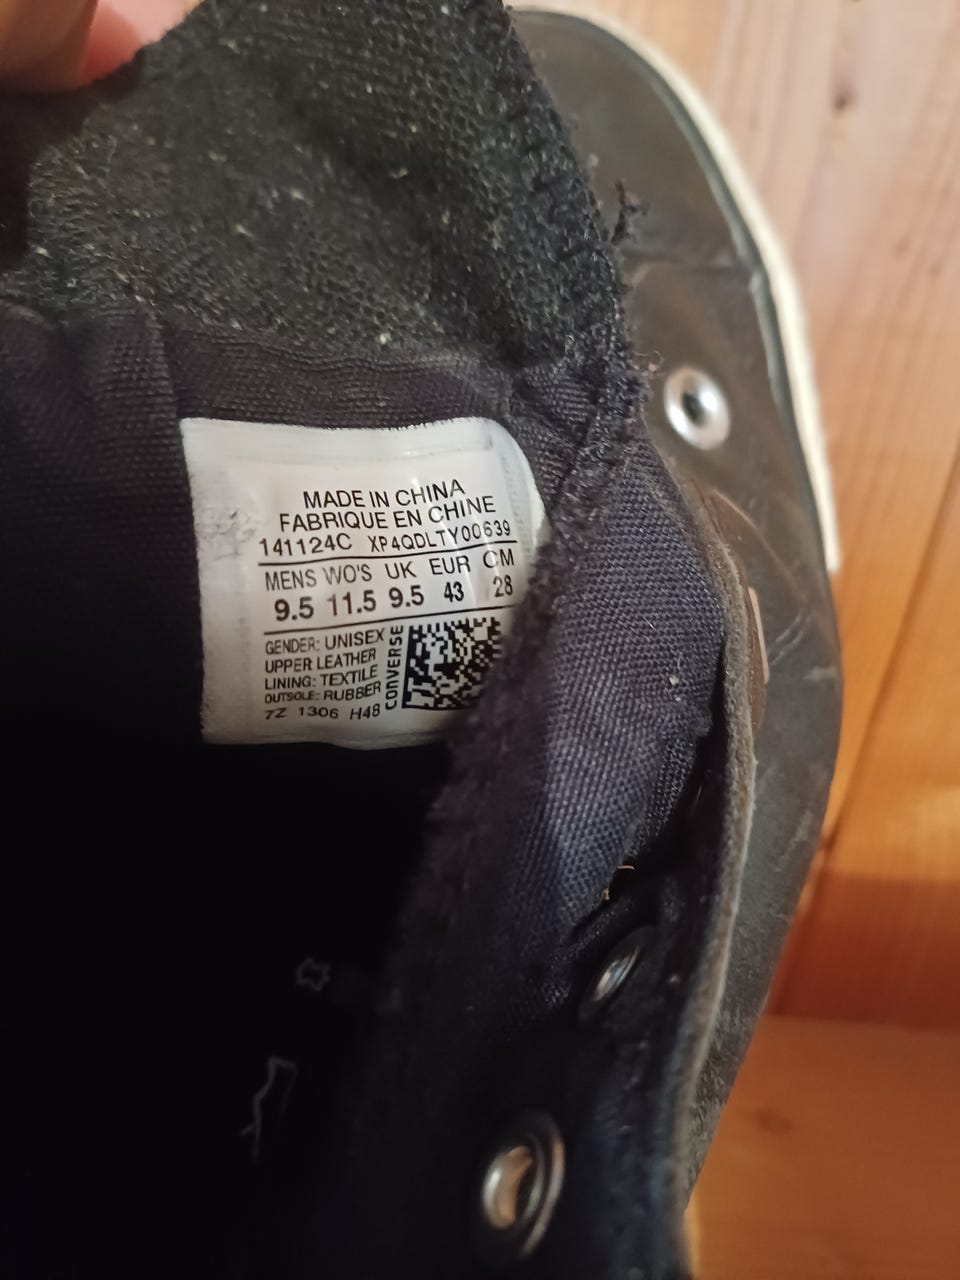 MADE IN CHINA
FABRIQUE EN CHINE
141124C XP4QDLTY00639
MENS WO'S UK EUR CM
9.5 11.5 9.5 43 28
GENDER: UNISEX
UPPER LEATHER
LINING: TEXTILE
OUTSOLE: RUBBER
7Z 1306 H48
CONVERSE